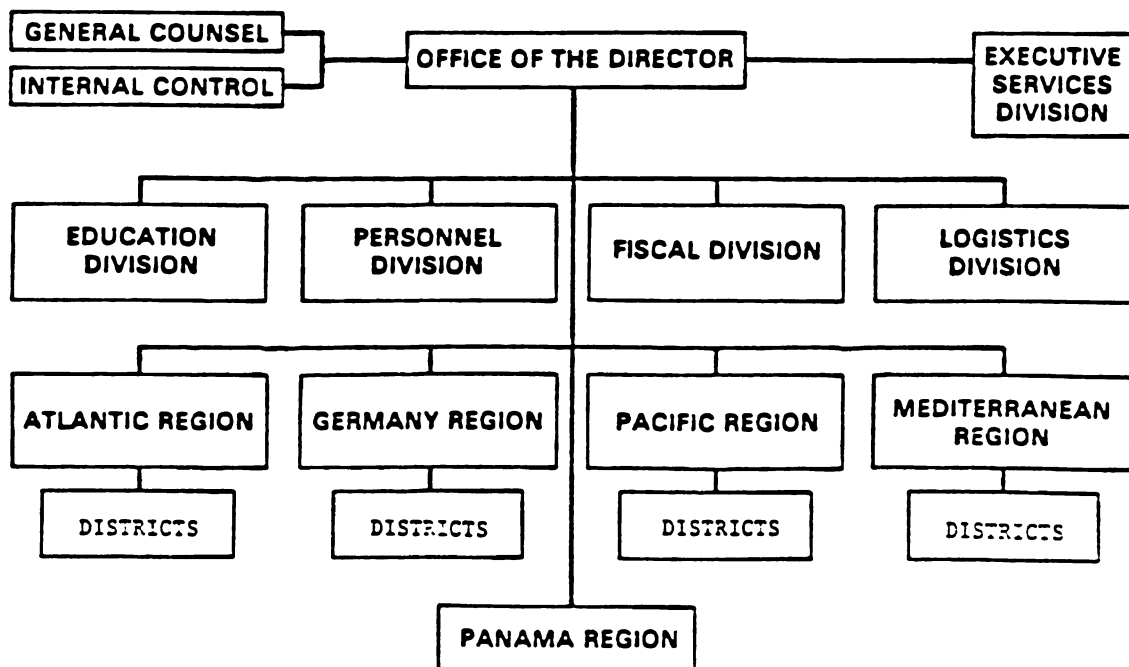 GENERAL COUNSEL
INTERNAL CONTROL
OFFICE OF THE DIRECTOR
EXECUTIVE
SERVICES
DIVISION
EDUCATION
DIVISION
PERSONNEL
DIVISION
FISCAL DIVISION
LOGISTICS
DIVISION
ATLANTIC REGION
GERMANY REGION
PACIFIC REGION
MEDITERRANEAN
REGION
DISTRICTS
DISTRICTS
DISTRICTS
DISTRICTS
PANAMA REGION